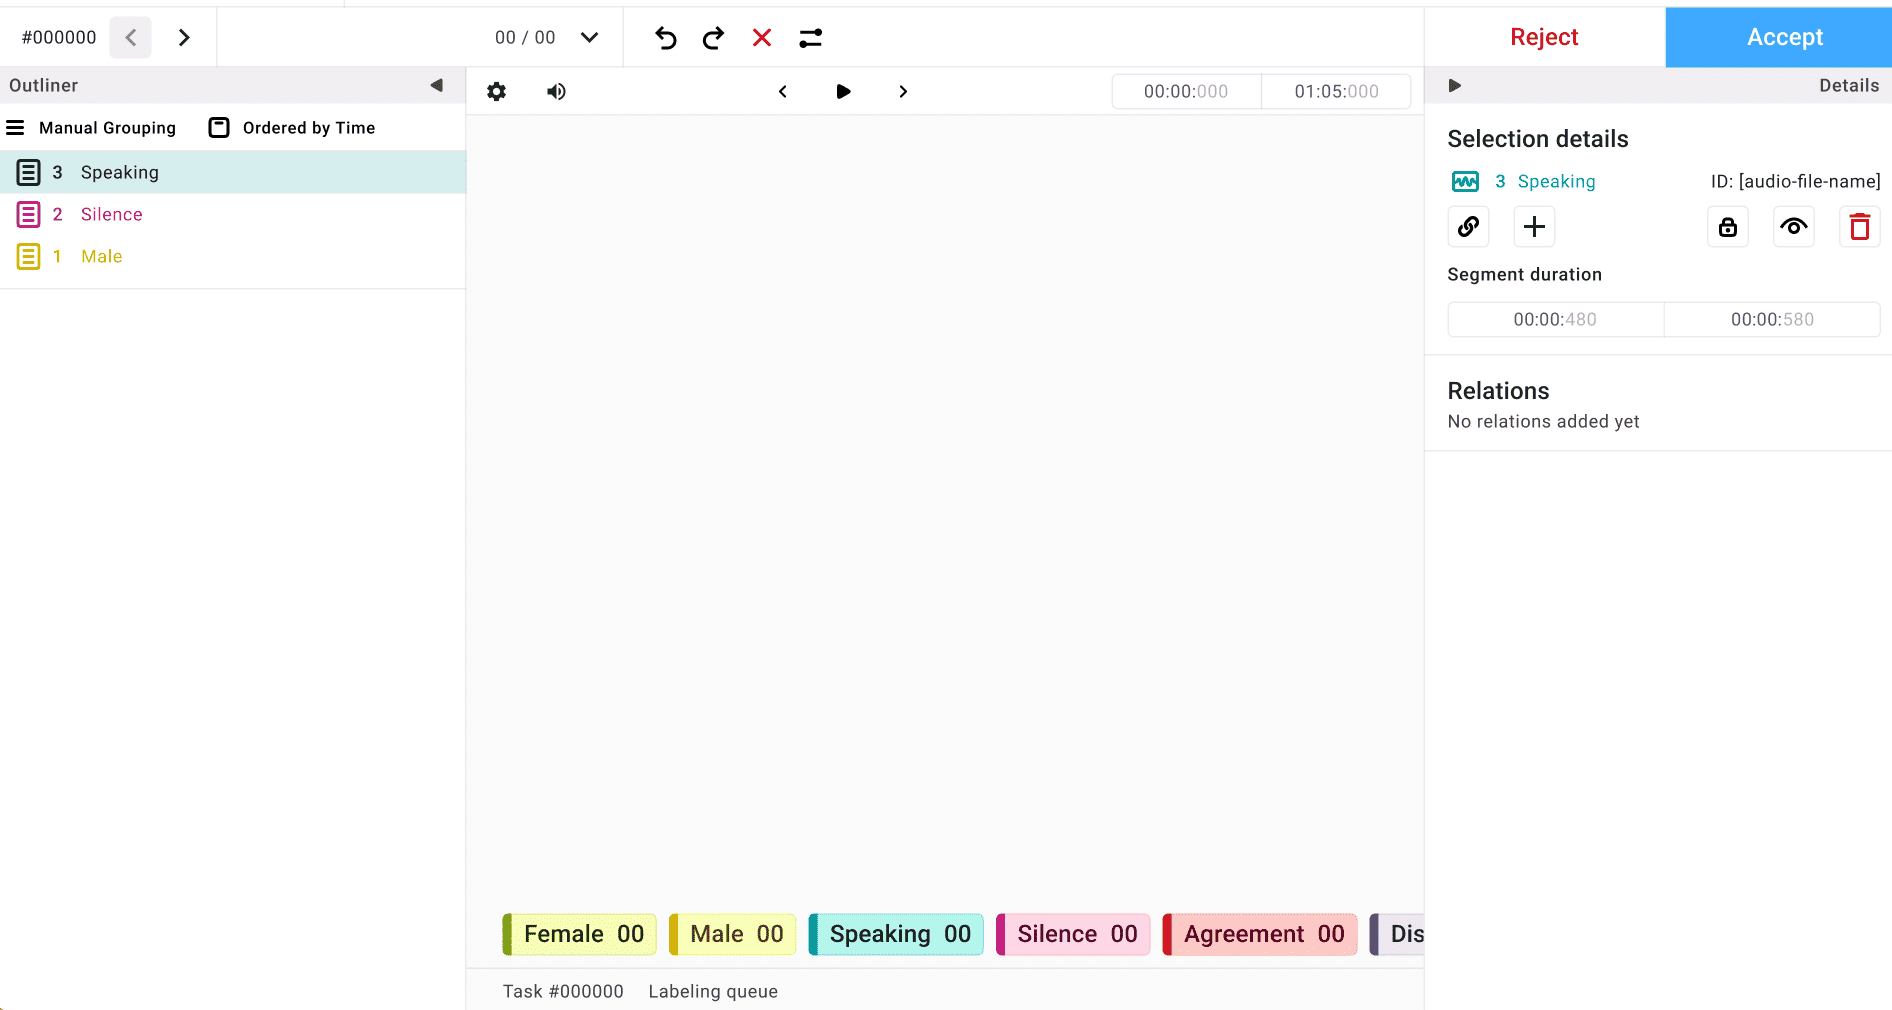 #000000 00 / 00 Reject Accept
Outliner 00:00:000 01:05:000 Details
Manual Grouping Ordered by Time
3 Speaking
2 Silence
1 Male
Selection details
3 Speaking ID: [audio-file-name]
Segment duration
00:00:480 00:00:580
Relations
No relations added yet
Female 00 Male 00 Speaking 00 Silence 00 Agreement 00 Dis
Task #000000 Labeling queue